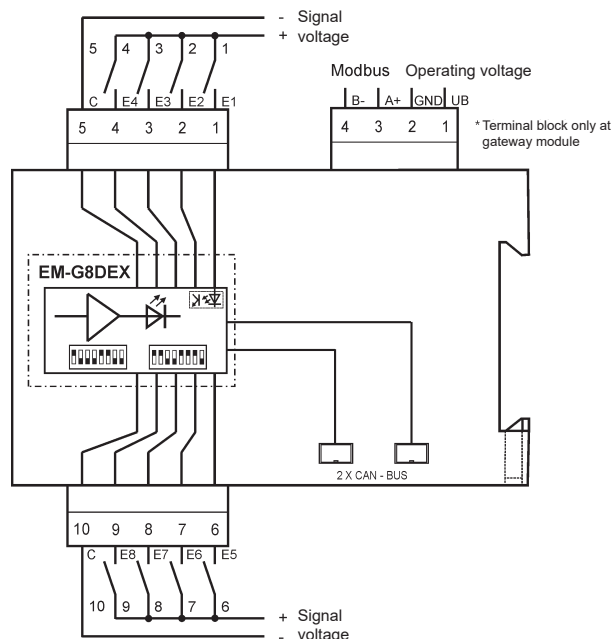 - Signal
+ voltage
5 4 3 2 1
C E4 E3 E2 E1
5 4 3 2 1
Modbus Operating voltage
B- A+ GND UB
4 3 2 1
* Terminal block only at
gateway module
EM-G8DEX
2 X CAN - BUS
10 9 8 7 6
C E8 E7 E6 E5
10 9 8 7 6
+ Signal
- voltage